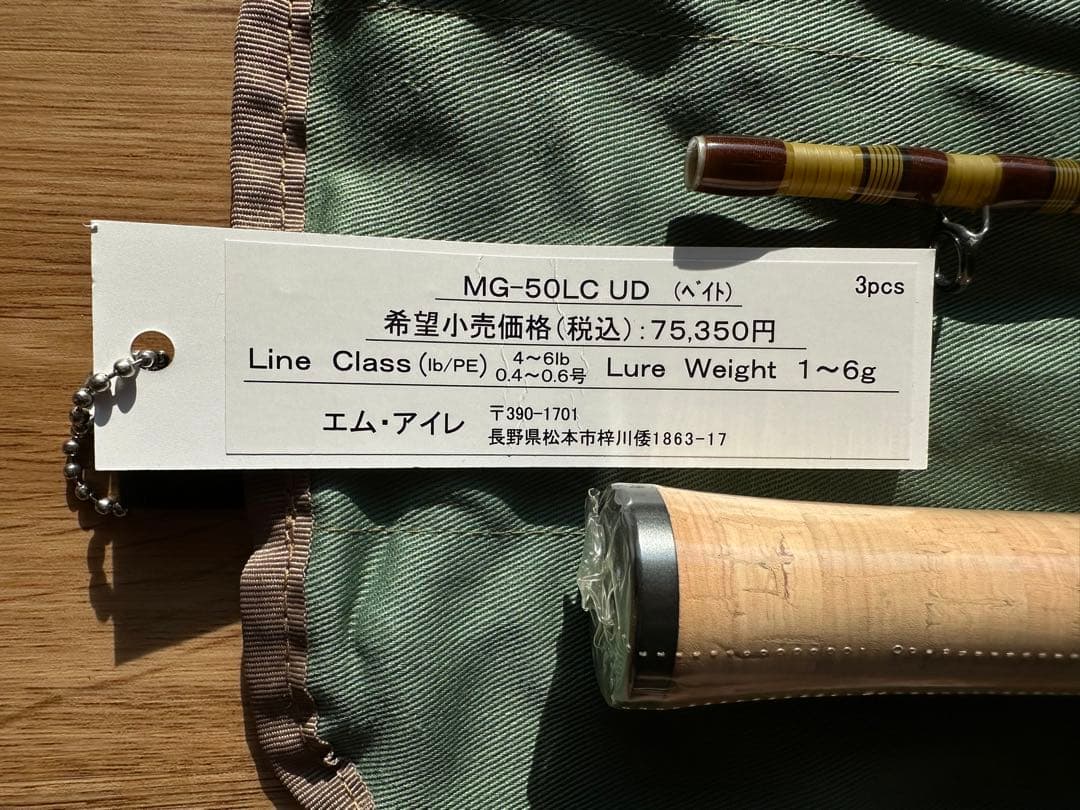 MG-50LC UD (ﾍﾞｲﾄ) 3pcs
希望小売価格(税込):75,350円
Line Class(lb/PE) 4～6lb 0.4～0.6号 Lure Weight 1～6g
エム・アイレ 〒390-1701
長野県松本市梓川倭1863-17